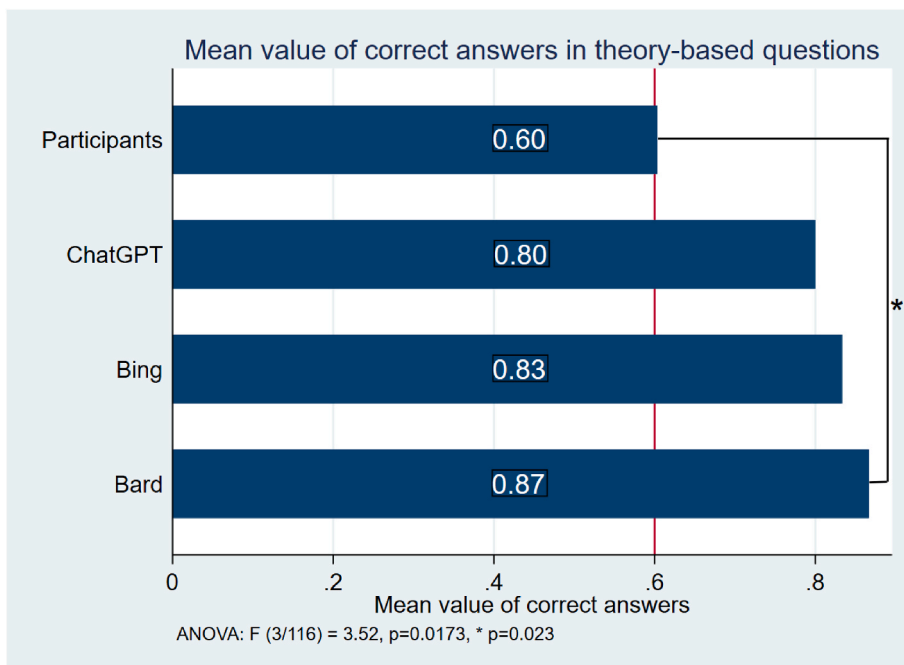 Mean value of correct answers in theory-based questions
Participants
0.60
ChatGPT
0.80
*
Bing
0.83
Bard
0.87
0 .2 .4 .6 .8
Mean value of correct answers
ANOVA: F (3/116) = 3.52, p=0.0173, * p=0.023